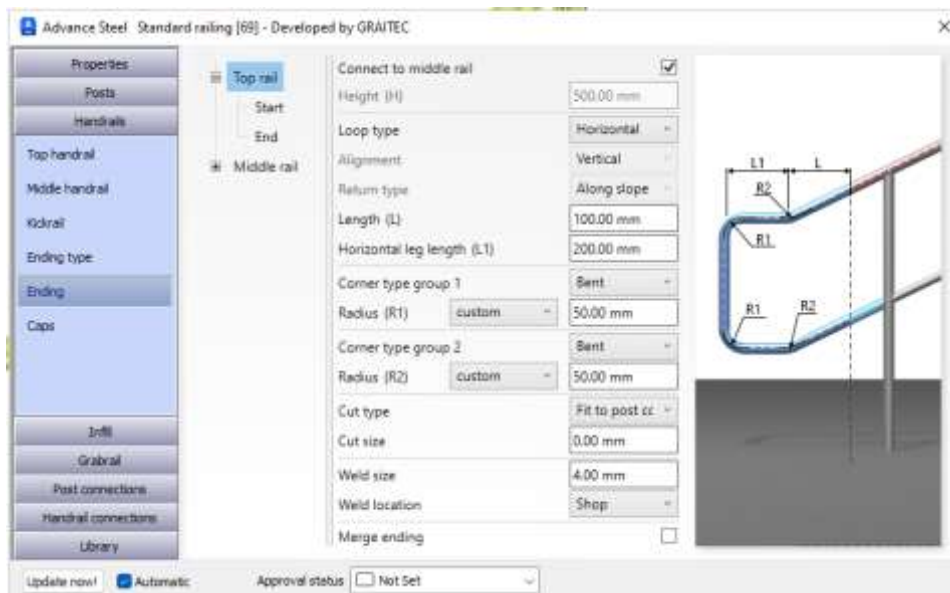 Advance Steel Standard railing [69] - Developed by GRAITEC
Properties
Posts
Handrails
Top handrail
Middle handrail
Kickrail
Ending type
Ending
Caps
Infill
Grabrail
Post connections
Handrail connections
Library
Top rail
Start
End
Middle rail
Connect to middle rail
Height (H) 500.00 mm
Loop type Horizontal
Alignment Vertical
Return type Along slope
Length (L) 100.00 mm
Horizontal leg length (L1) 200.00 mm
Corner type group 1 Bent
Radius (R1) custom 50.00 mm
Corner type group 2 Bent
Radius (R2) custom 50.00 mm
Cut type Fit to post cc
Cut size 0.00 mm
Weld size 4.00 mm
Weld location Shop
Merge ending
L1 L
R2
R1
R1 R2
Update now! Automatic Approval status Not Set